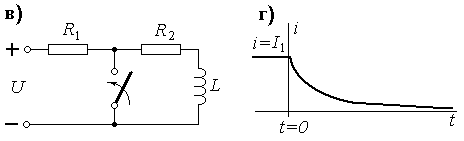 в)
+ R₁ R₂
U L
−
г)
i
i=I₁
t=0 t